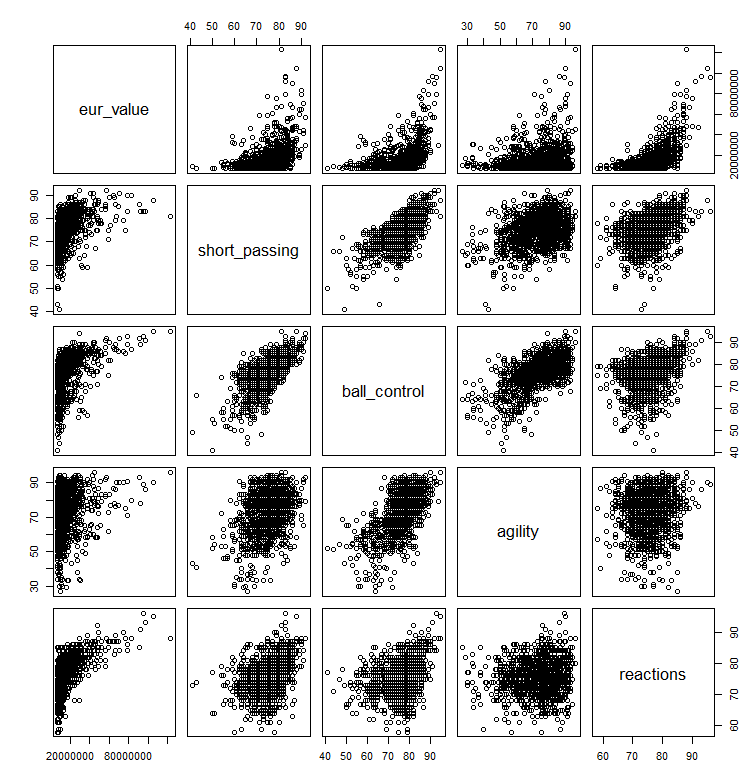 40 50 60 70 80 90
30 50 70 90
eur_value
20000000 80000000
40 50 60 70 80 90
short_passing
ball_control
40 50 60 70 80 90
30 50 70 90
agility
reactions
60 70 80 90
20000000 80000000
40 50 60 70 80 90
60 70 80 90